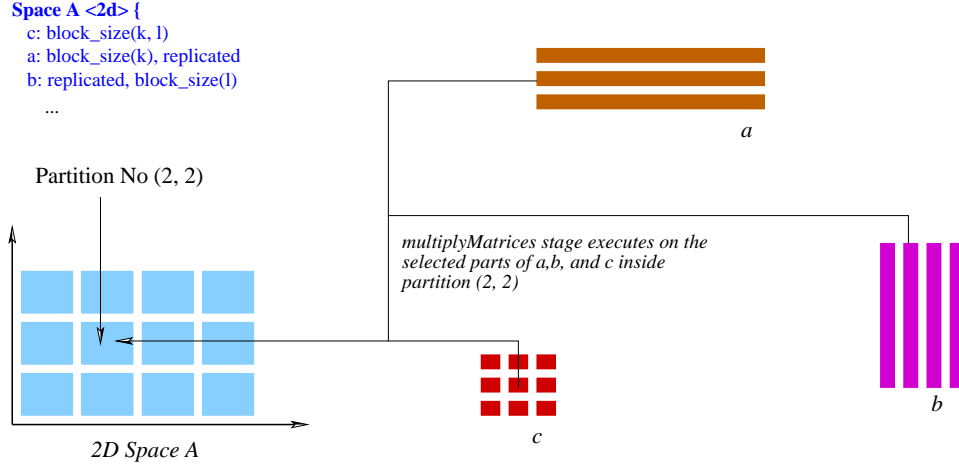 Space A <2d> {
c: block_size(k, l)
a: block_size(k), replicated
b: replicated, block_size(l)
...
a
Partition No (2, 2)
multiplyMatrices stage executes on the
selected parts of a,b, and c inside
partition (2, 2)
b
c
2D Space A